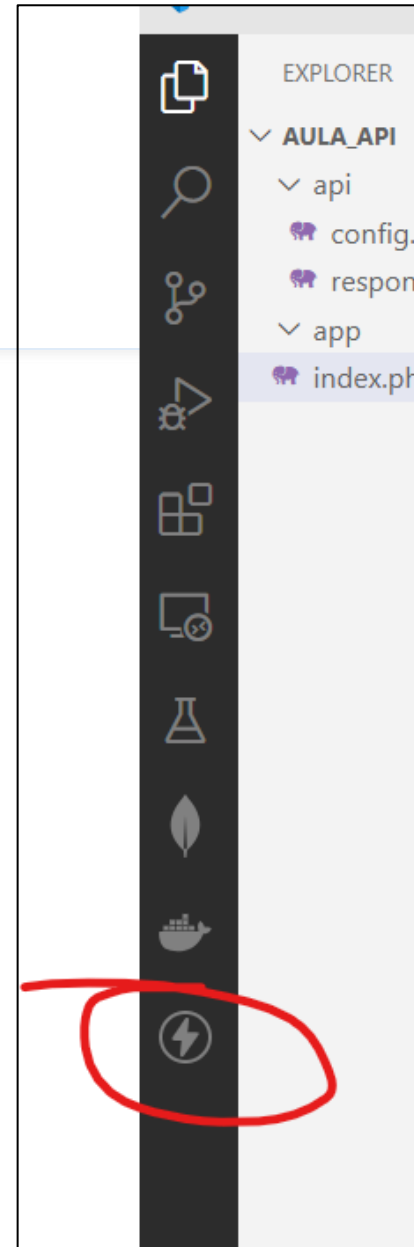 EXPLORER
AULA_API
api
config.
respon
app
index.ph